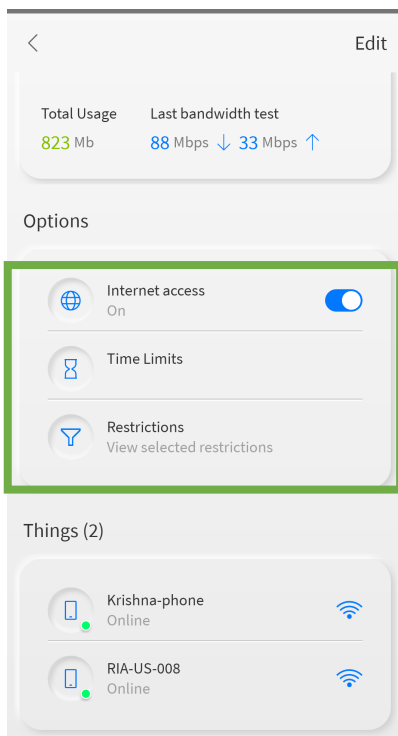 Edit
Total Usage Last bandwidth test
823 Mb 88 Mbps ↓ 33 Mbps ↑
Options
Internet access
On
Time Limits
Restrictions
View selected restrictions
Things (2)
Krishna-phone
Online
RIA-US-008
Online